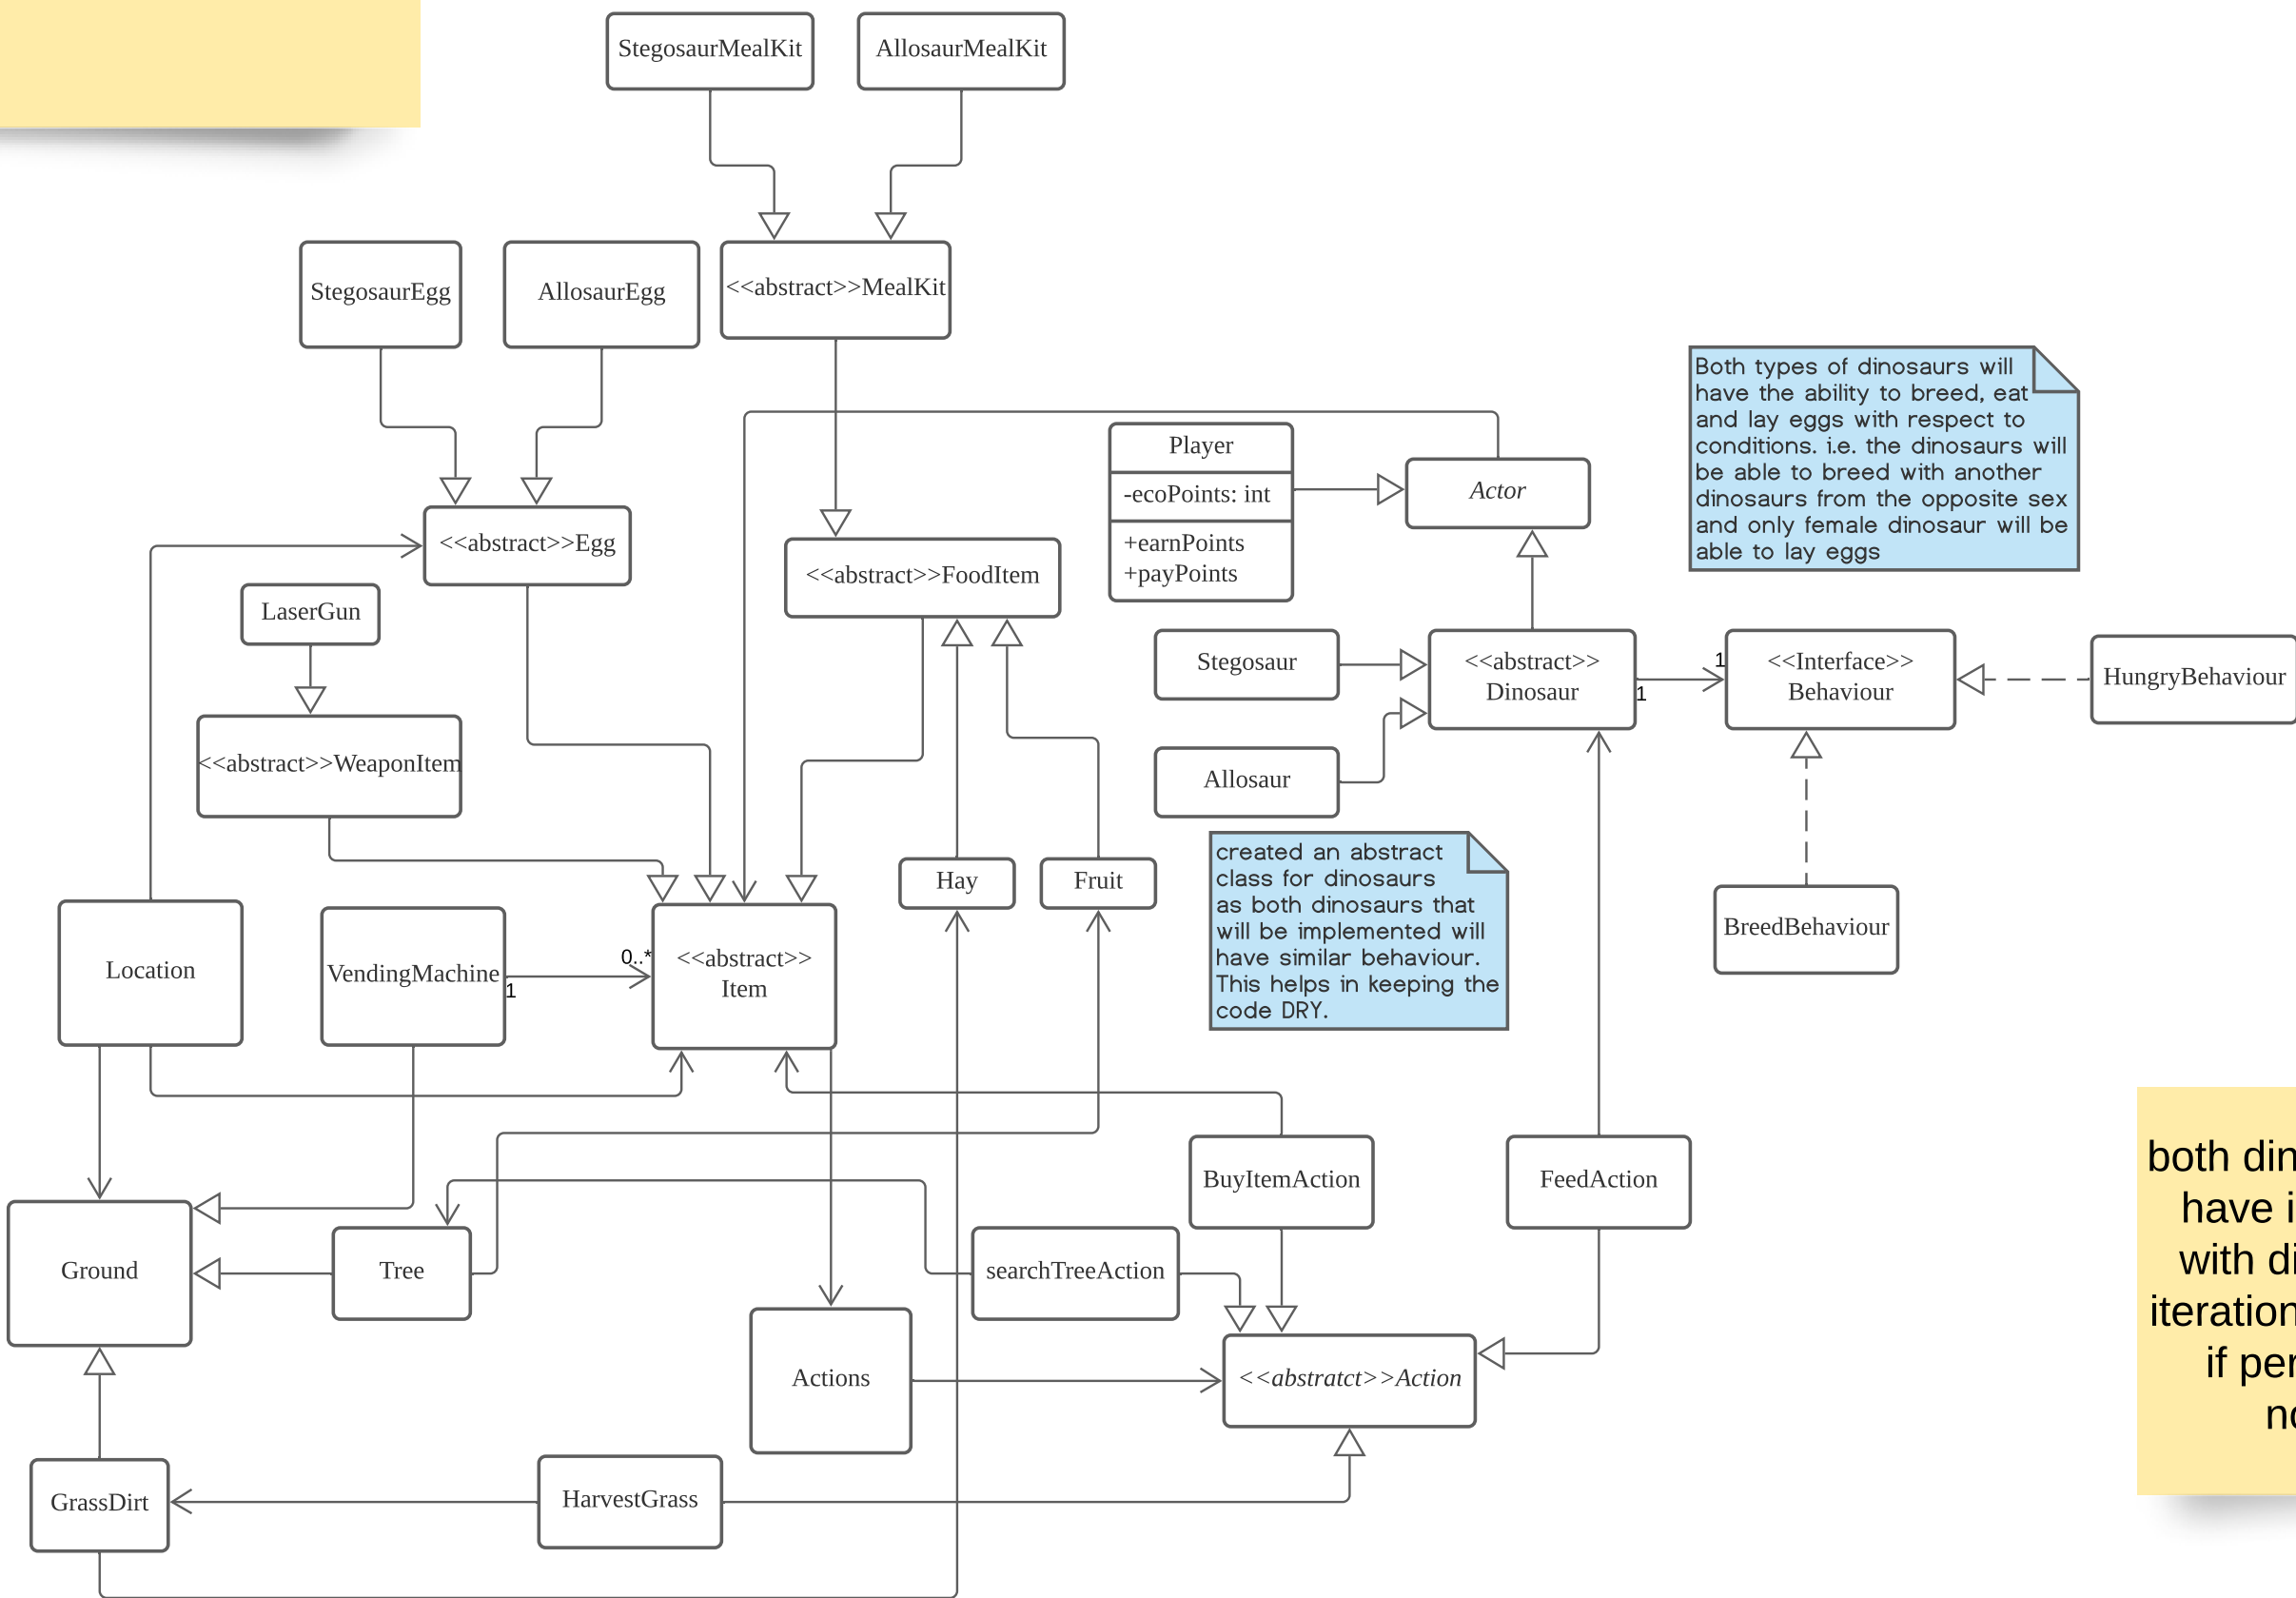 StegosaurMealKit
AllosaurMealKit
StegosaurEgg
AllosaurEgg
<<abstract>>MealKit
Both types of dinosaurs will
have the ability to breed, eat
and lay eggs with respect to
conditions. i.e. the dinosaurs will
be able to breed with another
dinosaurs from the opposite sex
and only female dinosaur will be
able to lay eggs
Player
-ecoPoints: int
+earnPoints
+payPoints
Actor
<<abstract>>Egg
<<abstract>>FoodItem
LaserGun
Stegosaur
<<abstract>>
Dinosaur
1
1
<<Interface>>
Behaviour
HungryBehaviour
<<abstract>>WeaponItem
Allosaur
Hay
Fruit
created an abstract
class for dinosaurs
as both dinosaurs that
will be implemented will
have similar behaviour.
This helps in keeping the
code DRY.
BreedBehaviour
Location
VendingMachine
1
0..*
<<abstract>>
Item
BuyItemAction
FeedAction
both din
have i
with di
iteration
if per
no
Ground
Tree
searchTreeAction
Actions
<<abstratct>>Action
GrassDirt
HarvestGrass